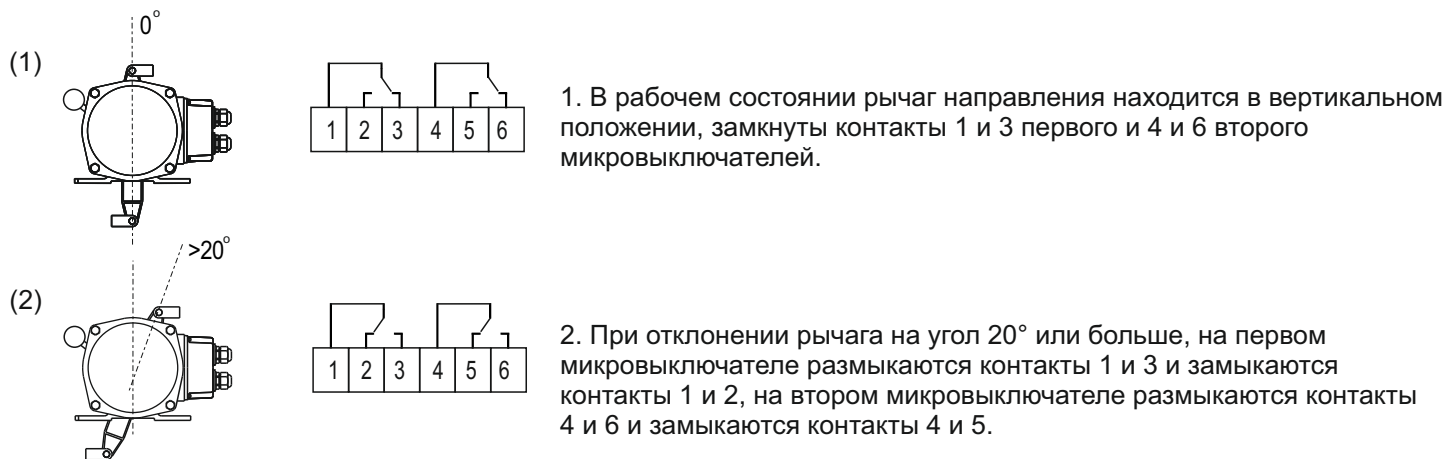 0°
(1)
1 2 3 4 5 6
1. В рабочем состоянии рычаг направления находится в вертикальном
положении, замкнуты контакты 1 и 3 первого и 4 и 6 второго
микровыключателей.
>20°
(2)
1 2 3 4 5 6
2. При отклонении рычага на угол 20° или больше, на первом
микровыключателе размыкаются контакты 1 и 3 и замыкаются
контакты 1 и 2, на втором микровыключателе размыкаются контакты
4 и 6 и замыкаются контакты 4 и 5.